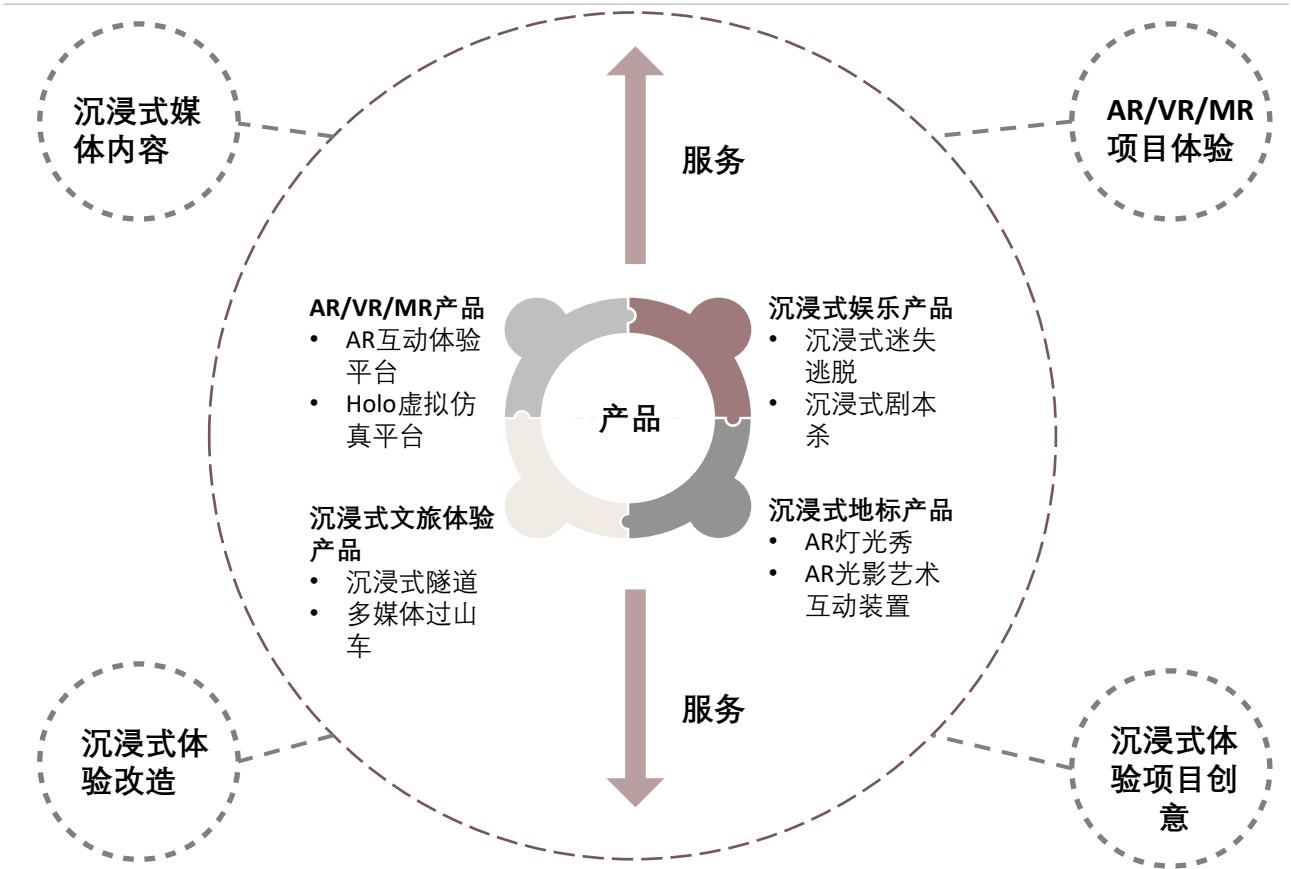 沉浸式媒
体内容
AR/VR/MR
项目体验
服务
AR/VR/MR产品
• AR互动体验
平台
• Holo虚拟仿
真平台
沉浸式娱乐产品
• 沉浸式迷失
逃脱
• 沉浸式剧本
杀
产品
沉浸式文旅体验
产品
• 沉浸式隧道
• 多媒体过山
车
沉浸式地标产品
• AR灯光秀
• AR光影艺术
互动装置
服务
沉浸式体
验改造
沉浸式体
验项目创
意